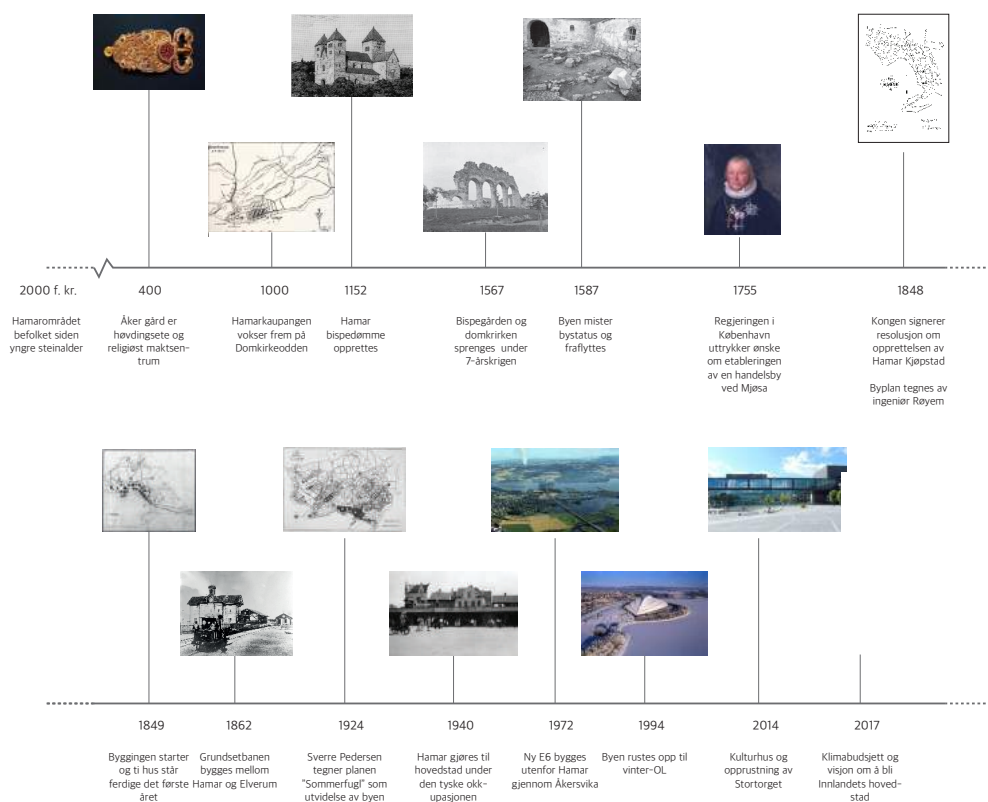 2000 f. kr.
400
1000
1152
1567
1587
1755
1848
Hamarområdet
befolket siden
yngre steinalder
Åker gård er
høvdingsete og
religiøst maktsen-
trum
Hamarkaupangen
vokser frem på
Domkirkeodden
Hamar
bispedømme
opprettes
Bispegården og
domkrirken
sprenges under
7-årskrigen
Byen mister
bystatus og
fraflyttes
Regjeringen i
København
uttrykker ønske
om etableringen
av en handelsby
ved Mjøsa
Kongen signerer
resolusjon om
opprettelsen av
Hamar Kjøpstad
Byplan tegnes av
ingeniør Røyem
1849
1862
1924
1940
1972
1994
2014
2017
Byggingen starter
og ti hus står
ferdige det første
året
Grundsetbanen
bygges mellom
Hamar og Elverum
Sverre Pedersen
tegner planen
"Sommerfugl" som
utvidelse av byen
Hamar gjøres til
hovedstad under
den tyske okk-
upasjonen
Ny E6 bygges
utenfor Hamar
gjennom Åkersvika
Byen rustes opp til
vinter-OL
Kulturhus og
opprustning av
Stortorget
Klimabudsjett og
visjon om å bli
Innlandets hoved-
stad